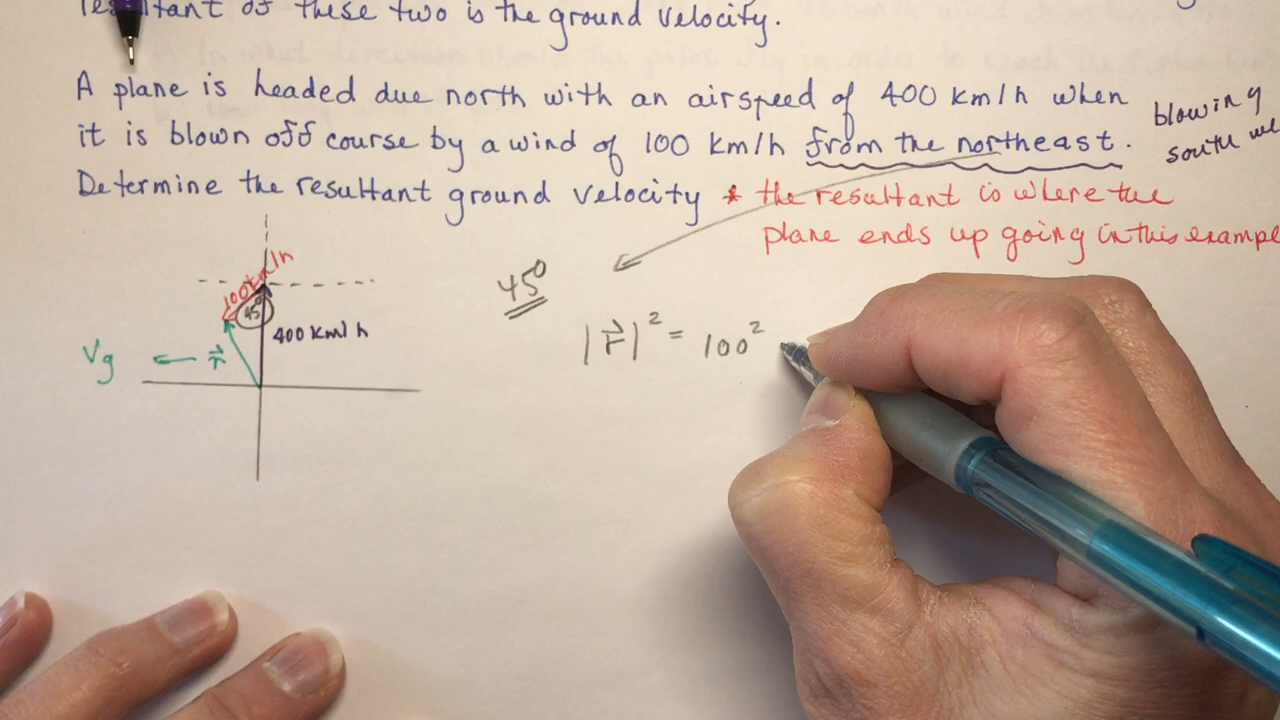 resultant of these two is the ground velocity.
A plane is headed due north with an airspeed of 400 km/h when
it is blown off course by a wind of 100 km/h from the northeast.
blowing
south we
Determine the resultant ground velocity * the resultant is where the
plane ends up going in this example
100 km/h
45°
400 km/h
Vg ← r⃗
45°
|r⃗|² = 100²